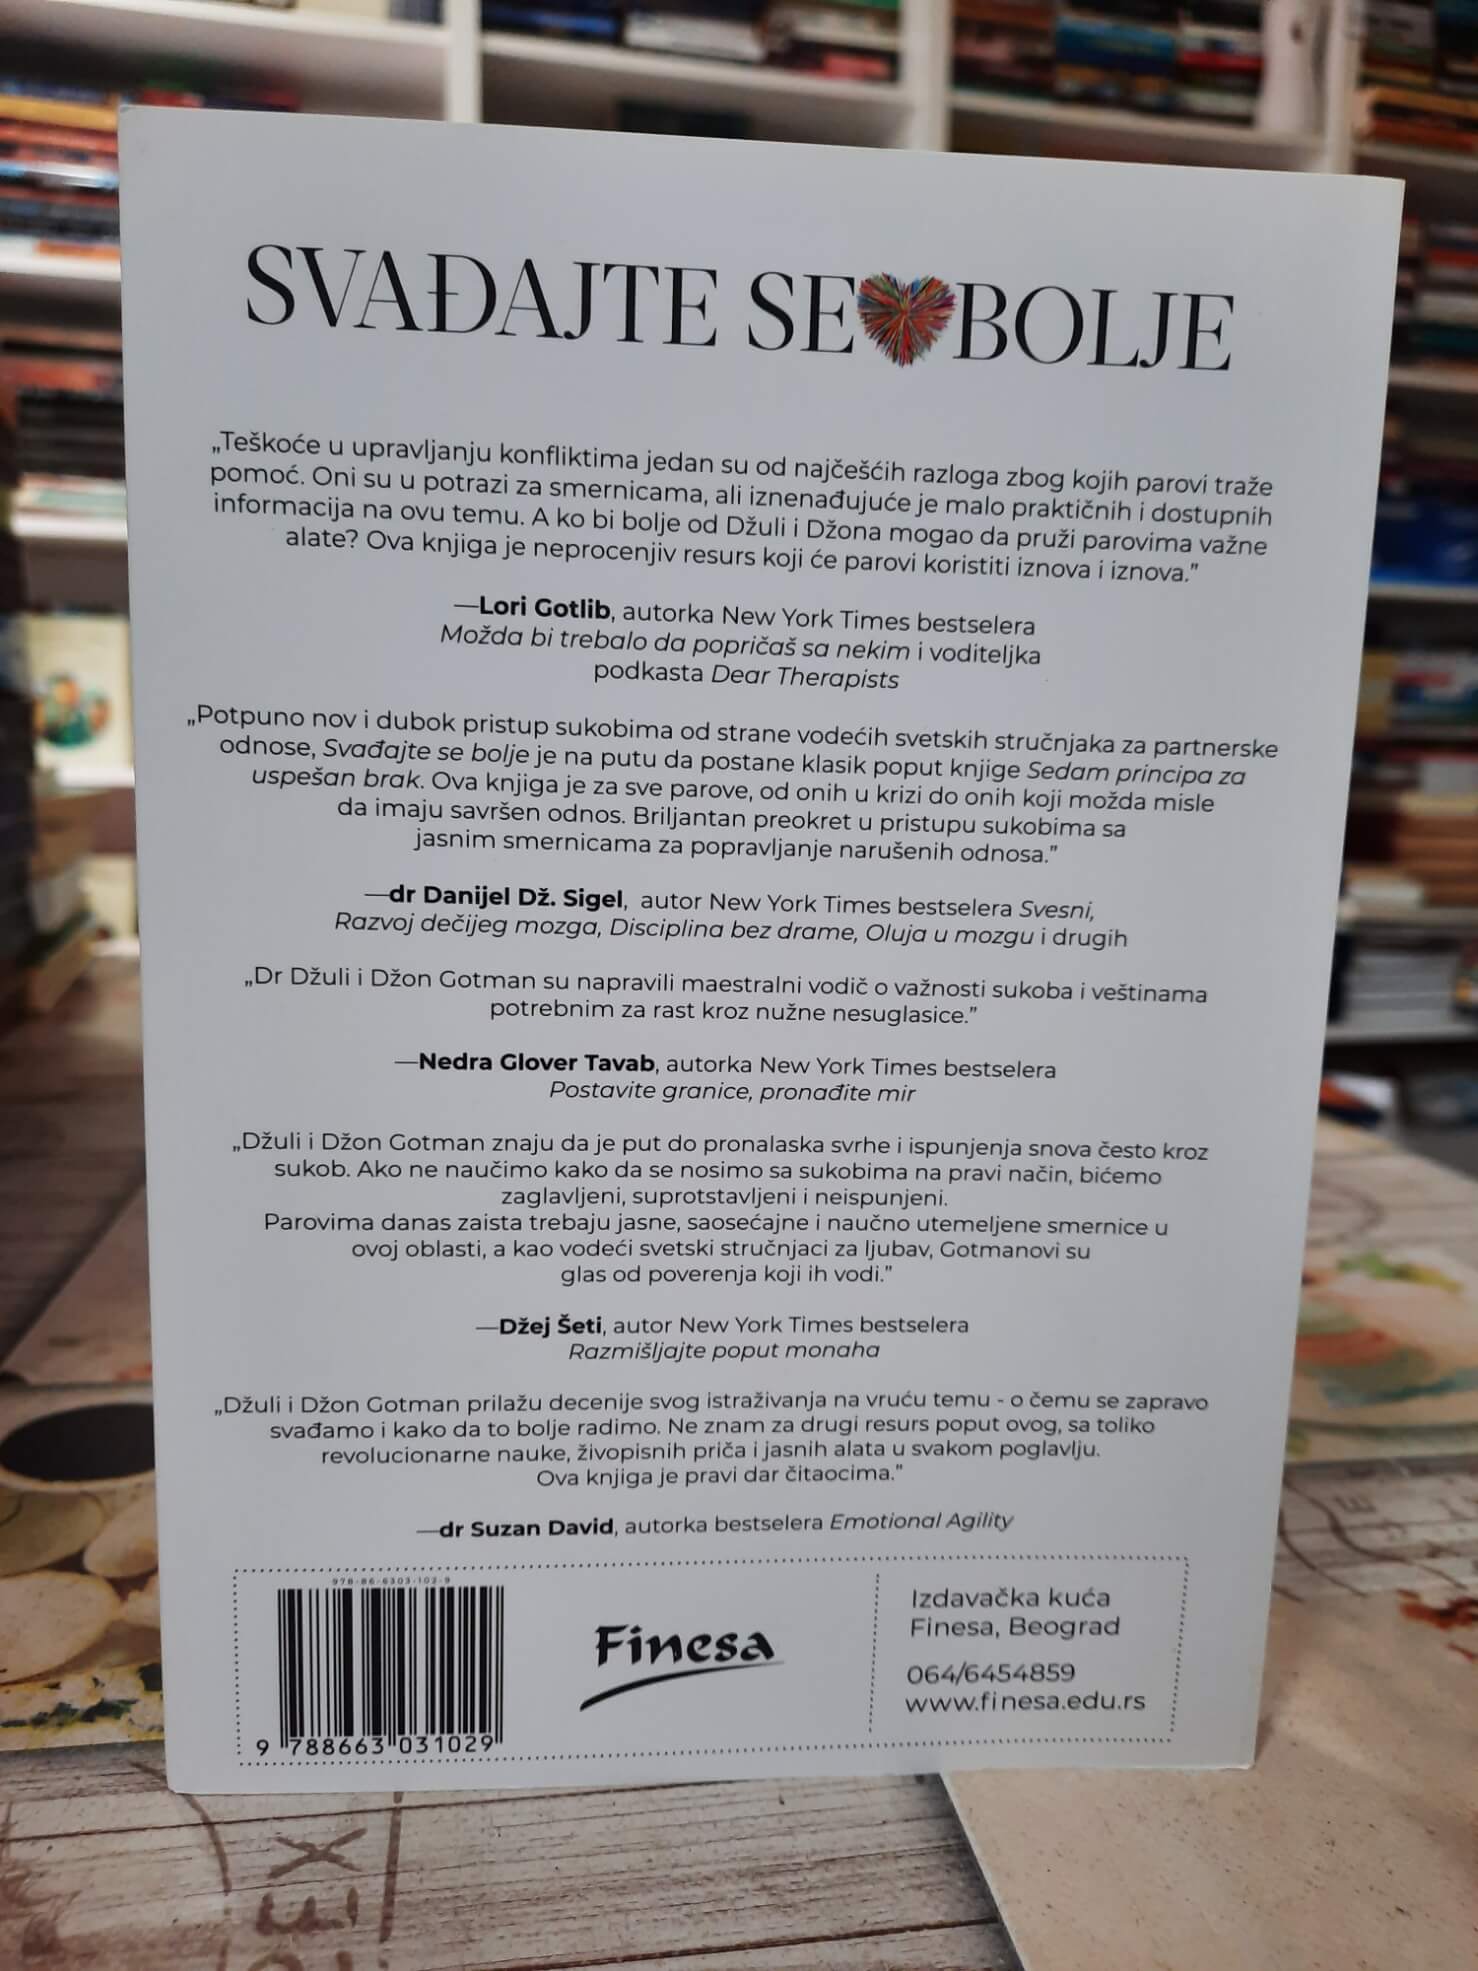 SVAĐAJTE SE BOLJE
„Teškoće u upravljanju konfliktima jedan su od najčešćih razloga zbog kojih parovi traže
pomoć. Oni su u potrazi za smernicama, ali iznenađujuće je malo praktičnih i dostupnih
informacija na ovu temu. A ko bi bolje od Džuli i Džona mogao da pruži parovima važne
alate? Ova knjiga je neprocenjiv resurs koji će parovi koristiti iznova i iznova.”
—Lori Gotlib, autorka New York Times bestselera
Možda bi trebalo da popričaš sa nekim i voditeljka
podkasta Dear Therapists
„Potpuno nov i dubok pristup sukobima od strane vodećih svetskih stručnjaka za partnerske
odnose, Svađajte se bolje je na putu da postane klasik poput knjige Sedam principa za
uspešan brak. Ova knjiga je za sve parove, od onih u krizi do onih koji možda misle
da imaju savršen odnos. Briljantan preokret u pristupu sukobima sa
jasnim smernicama za popravljanje narušenih odnosa.”
—dr Danijel Dž. Sigel, autor New York Times bestselera Svesni,
Razvoj dečijeg mozga, Disciplina bez drame, Oluja u mozgu i drugih
„Dr Džuli i Džon Gotman su napravili maestralni vodič o važnosti sukoba i veštinama
potrebnim za rast kroz nužne nesuglasice.”
—Nedra Glover Tavab, autorka New York Times bestselera
Postavite granice, pronađite mir
„Džuli i Džon Gotman znaju da je put do pronalaska svrhe i ispunjenja snova često kroz
sukob. Ako ne naučimo kako da se nosimo sa sukobima na pravi način, bićemo
zaglavljeni, suprotstavljeni i neispunjeni.
Parovima danas zaista trebaju jasne, saosećajne i naučno utemeljene smernice u
ovoj oblasti, a kao vodeći svetski stručnjaci za ljubav, Gotmanovi su
glas od poverenja koji ih vodi.”
—Džej Šeti, autor New York Times bestselera
Razmišljajte poput monaha
„Džuli i Džon Gotman prilažu decenije svog istraživanja na vruću temu - o čemu se zapravo
svađamo i kako da to bolje radimo. Ne znam za drugi resurs poput ovog, sa toliko
revolucionarne nauke, živopisnih priča i jasnih alata u svakom poglavlju.
Ova knjiga je pravi dar čitaocima.”
—dr Suzan David, autorka bestselera Emotional Agility
978-86-6303-102-9
9 788663 031029
Finesa
Izdavačka kuća
Finesa, Beograd
064/6454859
www.finesa.edu.rs